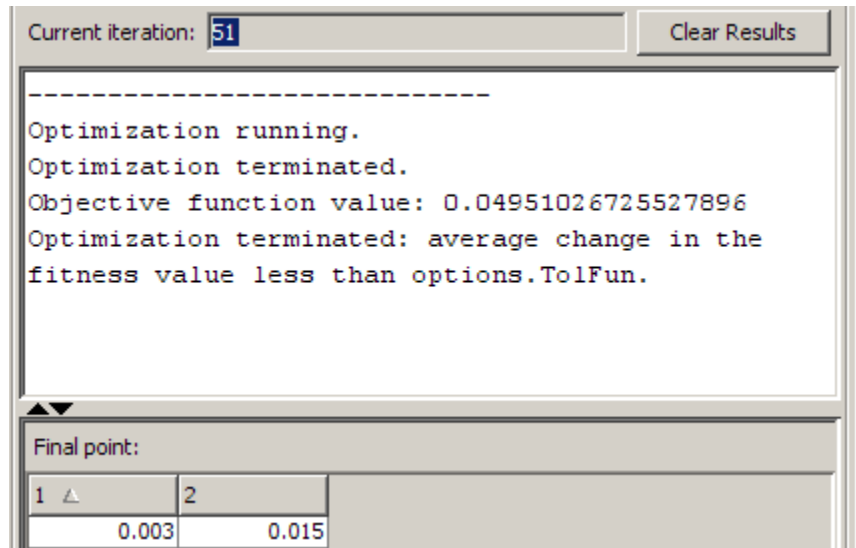 Current iteration: 51 Clear Results
------------------------------
Optimization running.
Optimization terminated.
Objective function value: 0.04951026725527896
Optimization terminated: average change in the
fitness value less than options.TolFun.
Final point:
1 2
0.003 0.015